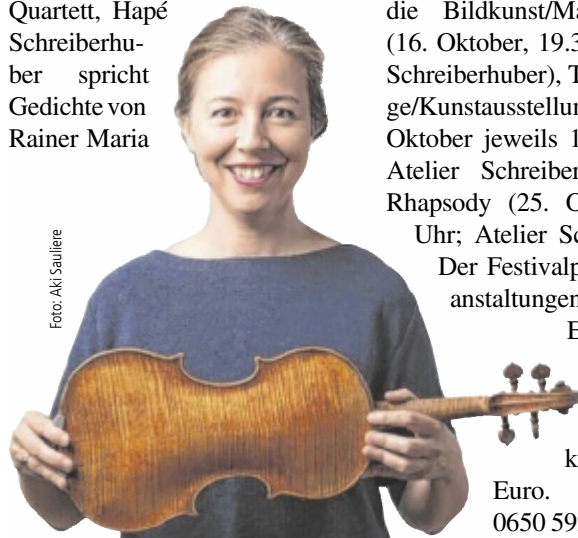 Quartett, Hapé
Schreiberhu-
ber spricht
Gedichte von
Rainer Maria
Foto: Aki Sauliere
die Bildkunst/Ma
(16. Oktober, 19.3
Schreiberhuber), T
ge/Kunstausstellun
Oktober jeweils 1
Atelier Schreiber
Rhapsody (25. O
Uhr; Atelier Sc
Der Festivalp
anstaltungen
E
k
Euro.
0650 59